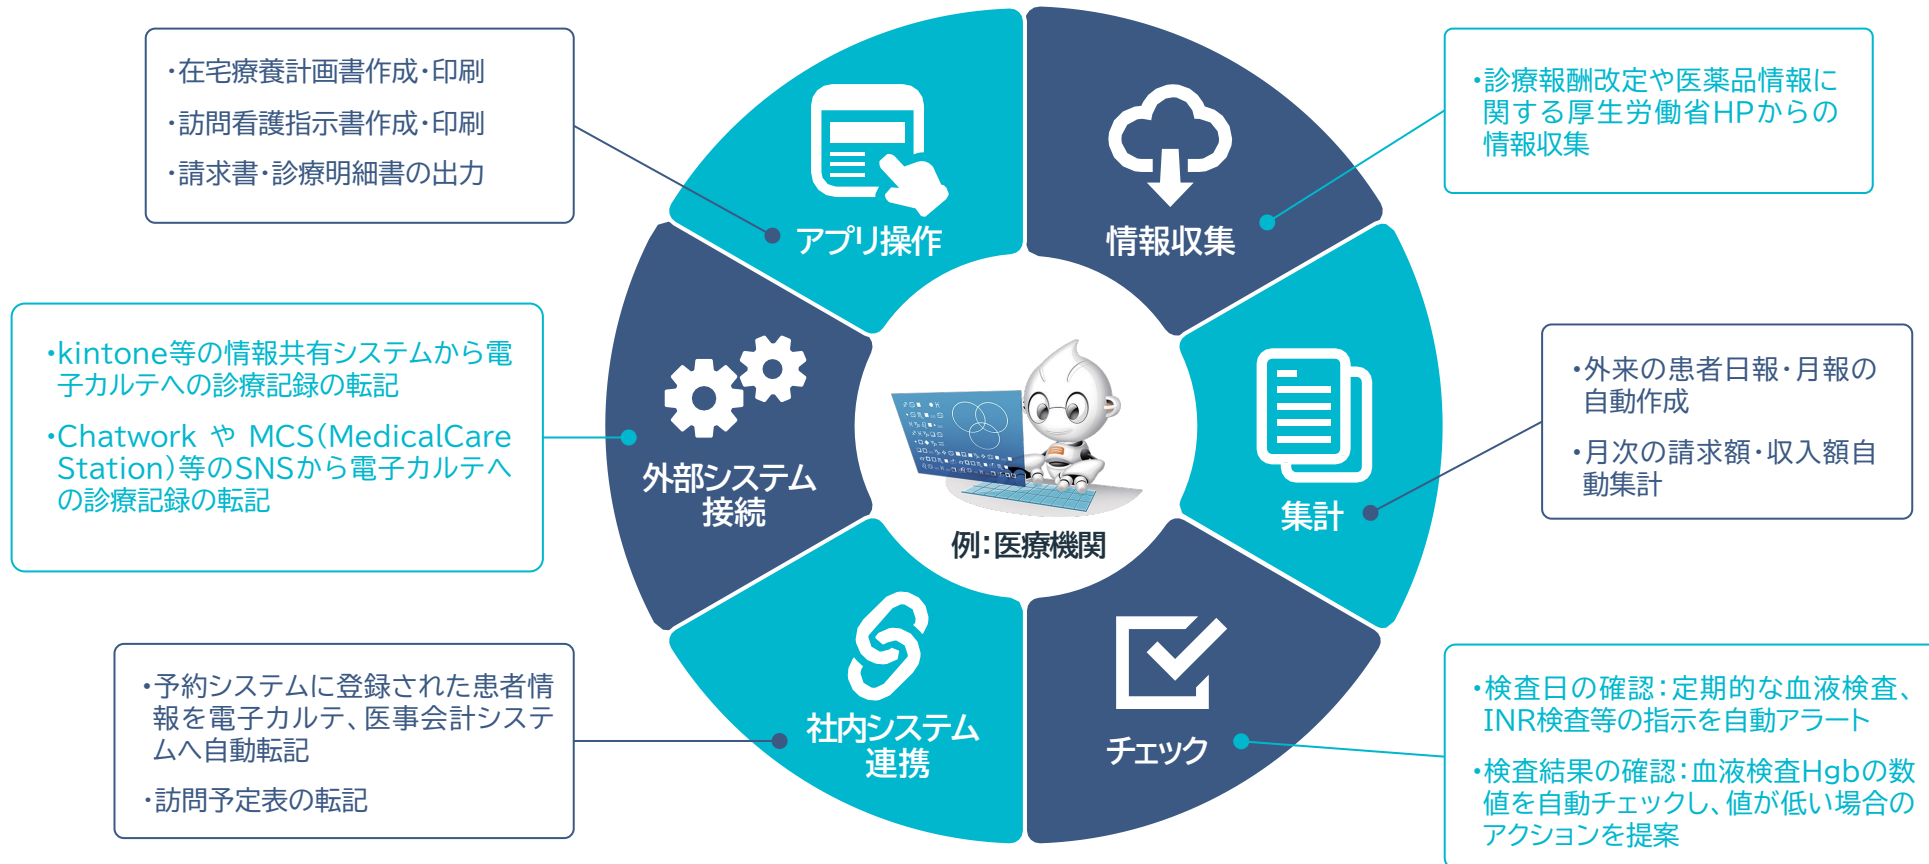 ・在宅療養計画書作成・印刷
・訪問看護指示書作成・印刷
・請求書・診療明細書の出力
アプリ操作
情報収集
・診療報酬改定や医薬品情報に
関する厚生労働省HPからの
情報収集
・kintone等の情報共有システムから電
子カルテへの診療記録の転記
・Chatwork や MCS(MedicalCare
Station)等のSNSから電子カルテへ
の診療記録の転記
外部システム
接続
例：医療機関
集計
・外来の患者日報・月報の
自動作成
・月次の請求額・収入額自
動集計
・予約システムに登録された患者情
報を電子カルテ、医事会計システ
ムへ自動転記
・訪問予定表の転記
社内システム
連携
チェック
・検査日の確認：定期的な血液検査、
INR検査等の指示を自動アラート
・検査結果の確認：血液検査Hgbの数
値を自動チェックし、値が低い場合の
アクションを提案